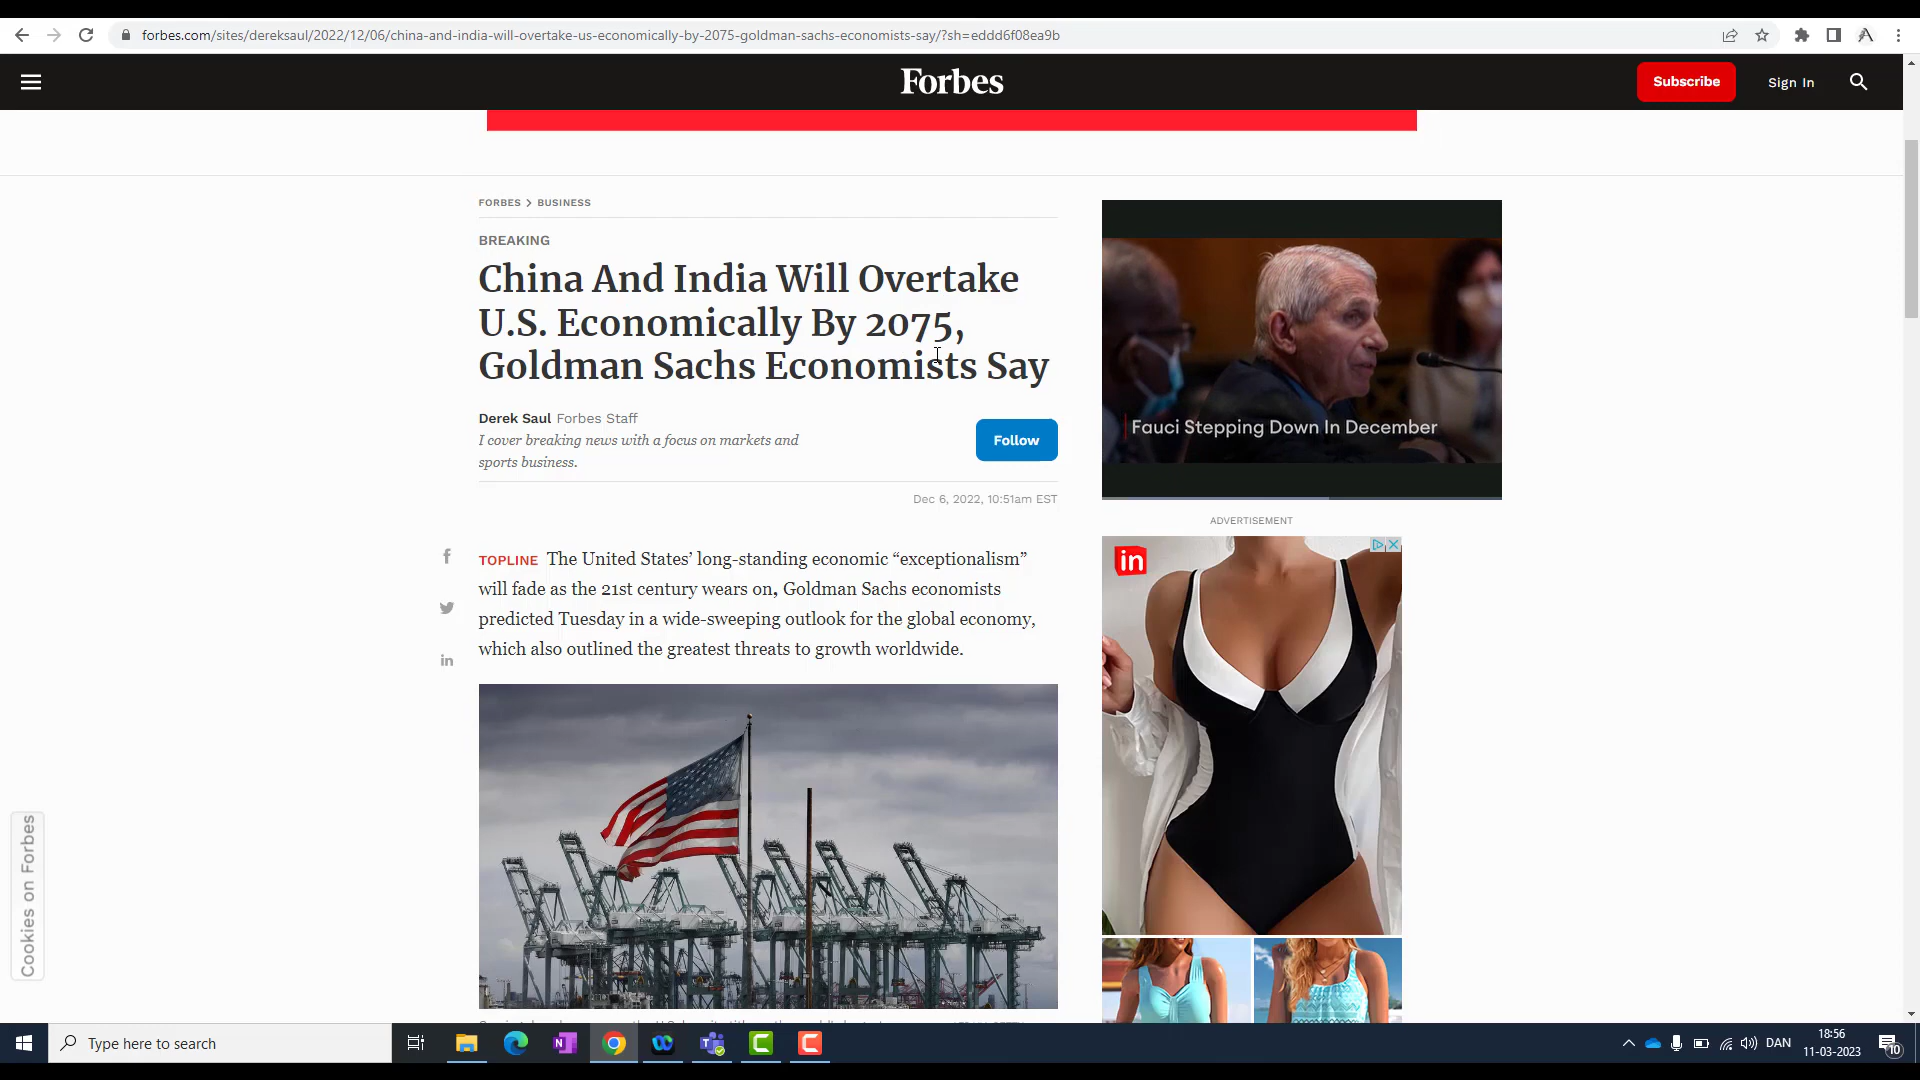 forbes.com/sites/dereksaul/2022/12/06/china-and-india-will-overtake-us-economically-by-2075-goldman-sachs-economists-say/?sh=eddd6f08ea9b
Forbes
Subscribe
Sign In
FORBES > BUSINESS
BREAKING
China And India Will Overtake
U.S. Economically By 2075,
Goldman Sachs Economists Say
Derek Saul Forbes Staff
I cover breaking news with a focus on markets and
sports business.
Follow
Dec 6, 2022, 10:51am EST
TOPLINE The United States’ long-standing economic “exceptionalism”
will fade as the 21st century wears on, Goldman Sachs economists
predicted Tuesday in a wide-sweeping outlook for the global economy,
which also outlined the greatest threats to growth worldwide.
Fauci Stepping Down In December
ADVERTISEMENT
in
Cookies on Forbes
Type here to search
DAN
18:56
11-03-2023
10